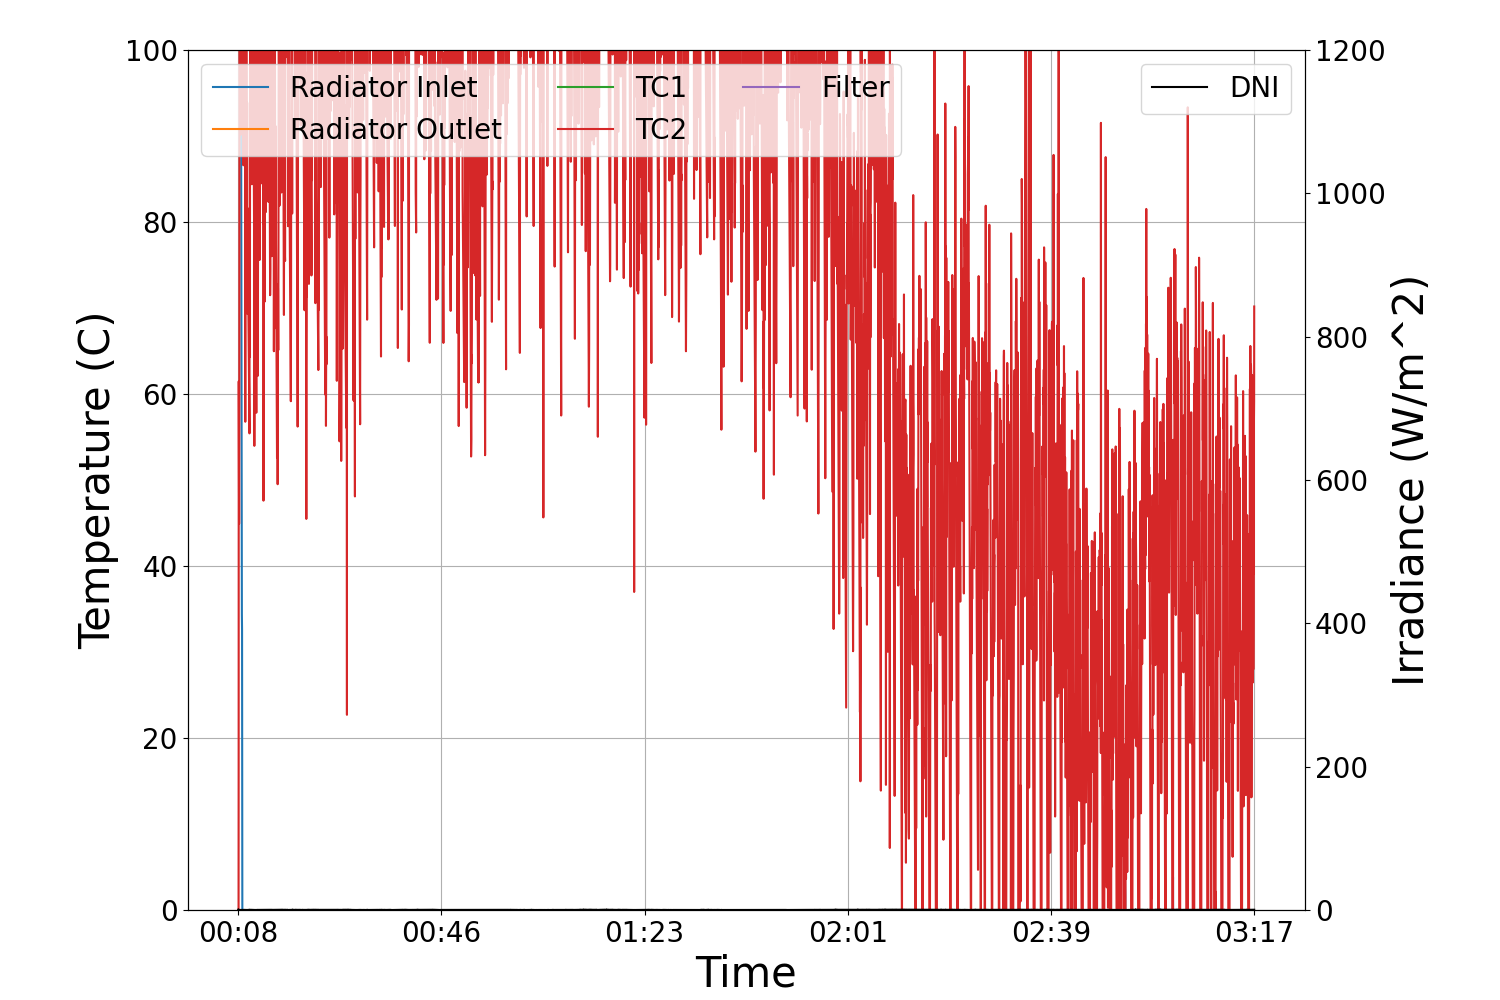 100
80
60
40
20
0
Temperature (C)
Radiator Inlet
Radiator Outlet
TC1
TC2
Filter
DNI
1200
1000
800
600
400
200
0
Irradiance (W/m^2)
00:08
00:46
01:23
02:01
02:39
03:17
Time